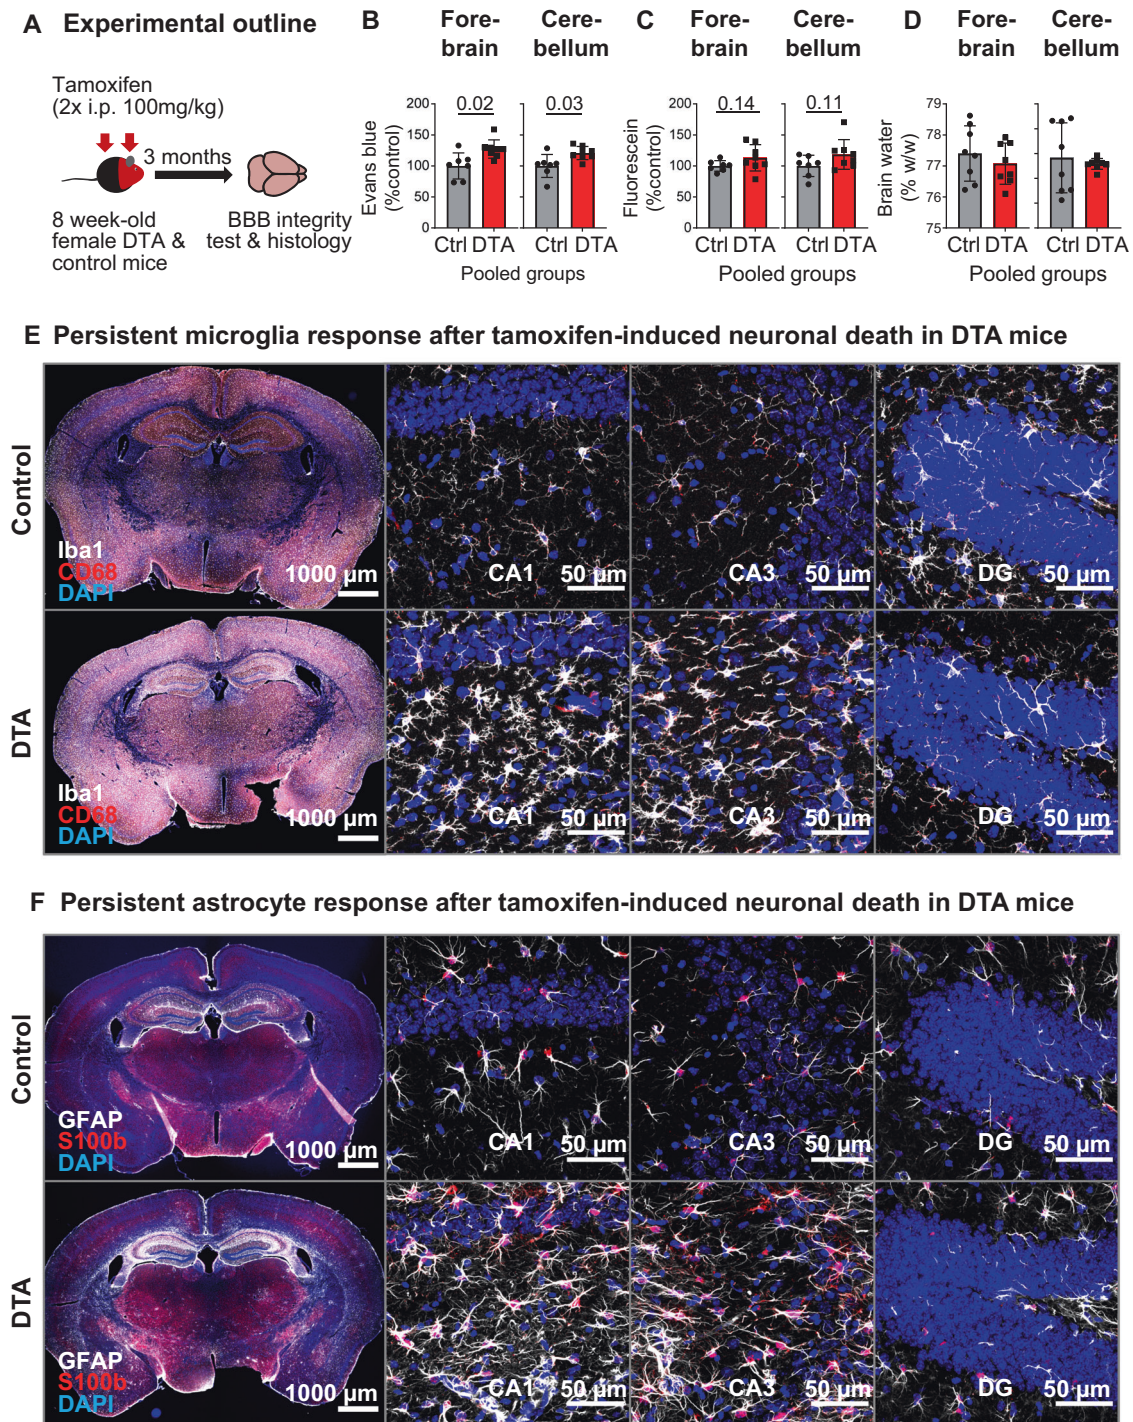 A Experimental outline
Tamoxifen
(2x i.p. 100mg/kg)
3 months
8 week-old
female DTA &
control mice
BBB integrity
test & histology
B
Fore-
brain
Cere-
bellum
Evans blue
(%control)
200
150
100
50
0
0.02
0.03
Ctrl DTA
Ctrl DTA
Pooled groups
C
Fore-
brain
Cere-
bellum
Fluorescein
(%control)
200
150
100
50
0
0.14
0.11
Ctrl DTA
Ctrl DTA
Pooled groups
D
Fore-
brain
Cere-
bellum
Brain water
(% w/w)
79
78
77
76
75
Ctrl DTA
Ctrl DTA
Pooled groups
E Persistent microglia response after tamoxifen-induced neuronal death in DTA mice
Control
Iba1
CD68
DAPI
1000 µm
CA1
50 µm
CA3
50 µm
DG
50 µm
DTA
Iba1
CD68
DAPI
1000 µm
CA1
50 µm
CA3
50 µm
DG
50 µm
F Persistent astrocyte response after tamoxifen-induced neuronal death in DTA mice
Control
GFAP
S100b
DAPI
1000 µm
CA1
50 µm
CA3
50 µm
DG
50 µm
DTA
GFAP
S100b
DAPI
1000 µm
CA1
50 µm
CA3
50 µm
DG
50 µm